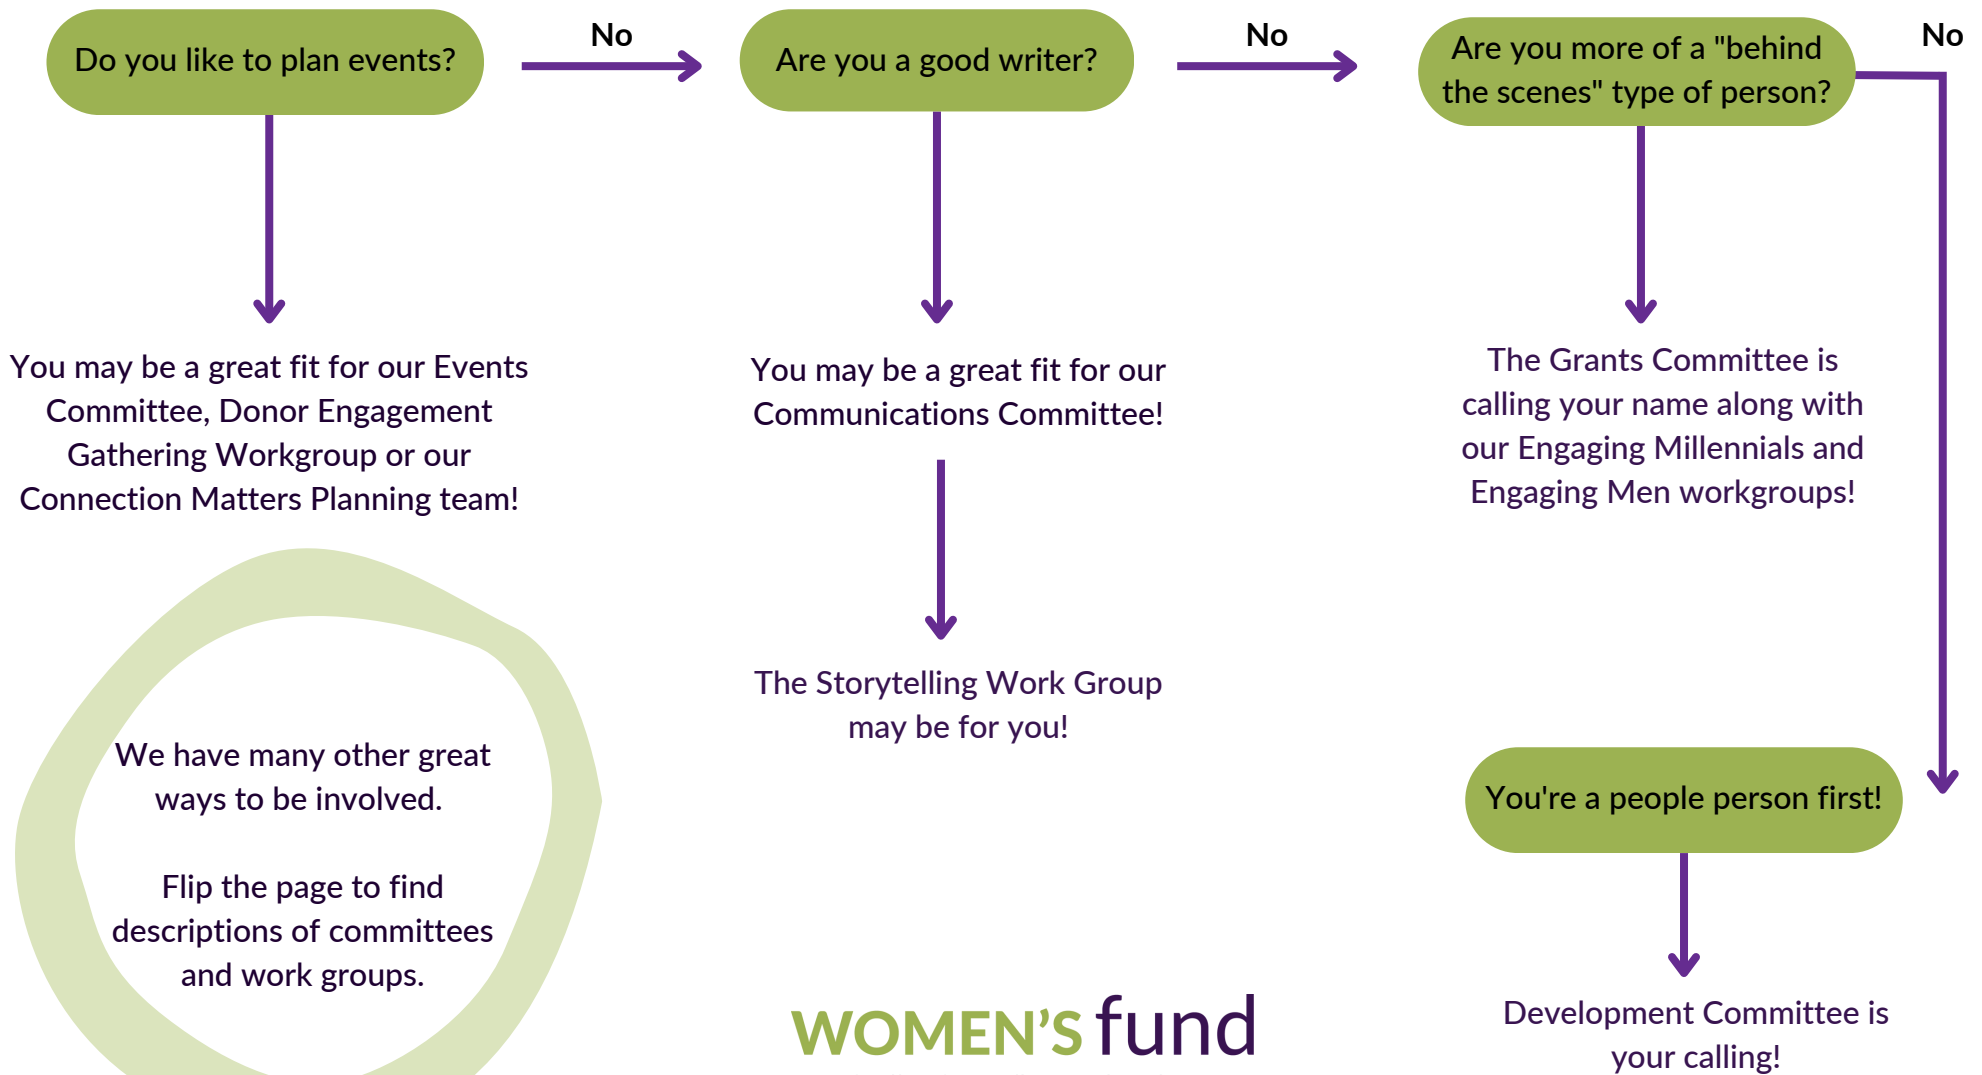 Do you like to plan events?
No
Are you a good writer?
No
Are you more of a "behind
the scenes" type of person?
No
You may be a great fit for our Events
Committee, Donor Engagement
Gathering Workgroup or our
Connection Matters Planning team!
You may be a great fit for our
Communications Committee!
The Grants Committee is
calling your name along with
our Engaging Millennials and
Engaging Men workgroups!
The Storytelling Work Group
may be for you!
We have many other great
ways to be involved.
Flip the page to find
descriptions of committees
and work groups.
You're a people person first!
Development Committee is
your calling!
WOMEN’S fund